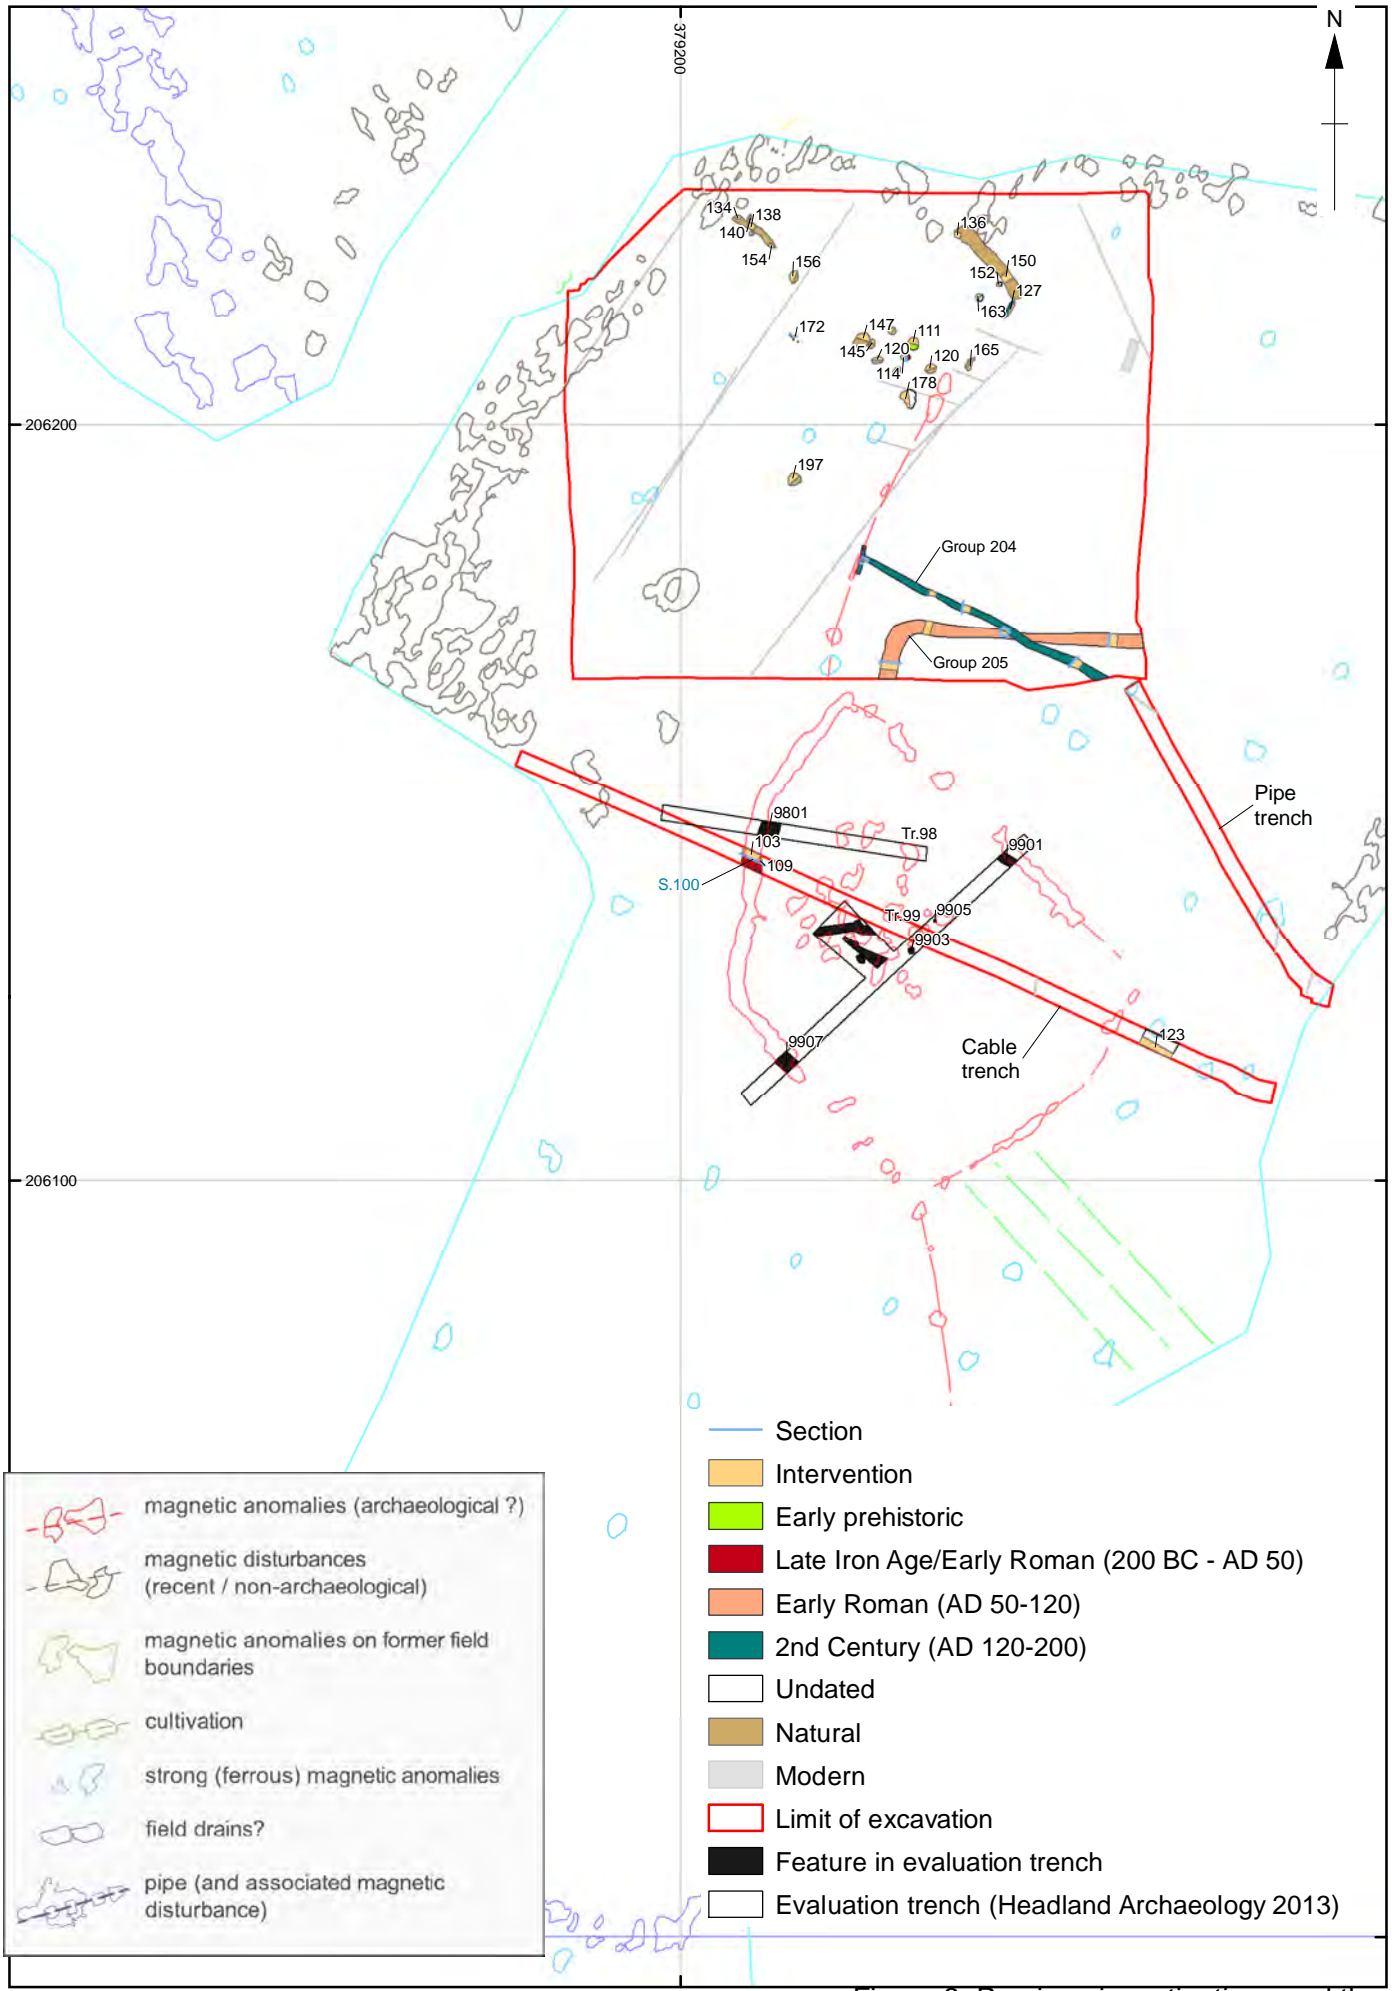 N
379200
134
138
140
154
156
136
150
152
127
163
172
147
111
145
120
120
165
114
178
206200
197
Group 204
Group 205
Pipe
trench
9801
Tr.98
103
109
S.100
9901
Tr.99
9905
9903
9907
123
Cable
trench
206100
Section
Intervention
Early prehistoric
Late Iron Age/Early Roman (200 BC - AD 50)
Early Roman (AD 50-120)
2nd Century (AD 120-200)
Undated
Natural
Modern
Limit of excavation
Feature in evaluation trench
Evaluation trench (Headland Archaeology 2013)
magnetic anomalies (archaeological ?)
magnetic disturbances
(recent / non-archaeological)
magnetic anomalies on former field
boundaries
cultivation
strong (ferrous) magnetic anomalies
field drains?
pipe (and associated magnetic
disturbance)